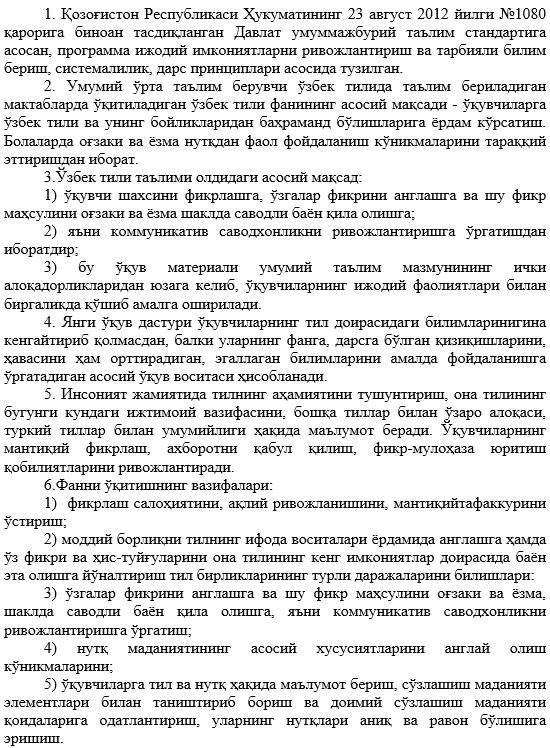 1. Қозоғистон Республикаси Ҳукуматининг 23 август 2012 йилги №1080
қарорига биноан тасдиқланган Давлат умуммажбурий таълим стандартига
асосан, программа ижодий имкониятларни ривожлантириш ва тарбияли билим
бериш, системалилик, дарс принциплари асосида тузилган.
2. Умумий ўрта таълим берувчи ўзбек тилида таълим бериладиган
мактабларда ўқитиладиган ўзбек тили фанининг асосий мақсади - ўқувчиларга
ўзбек тили ва унинг бойликларидан баҳраманд бўлишларига ёрдам кўрсатиш.
Болаларда оғзаки ва ёзма нутқдан фаол фойдаланиш кўникмаларини тараққий
эттиришдан иборат.
3.Ўзбек тили таълими олдидаги асосий мақсад:
1) ўқувчи шахсини фикрлашга, ўзгалар фикрини англашга ва шу фикр
маҳсулини оғзаки ва ёзма шаклда саводли баён қила олишга;
2) яъни коммуникатив саводхонликни ривожлантиришга ўргатишдан
иборатдир;
3) бу ўқув материали умумий таълим мазмунининг ички
алоқадорликларидан юзага келиб, ўқувчиларнинг ижодий фаолиятлари билан
биргаликда қўшиб амалга оширилади.
4. Янги ўқув дастури ўқувчиларнинг тил доирасидаги билимларинигина
кенгайтириб қолмасдан, балки уларнинг фанга, дарсга бўлган қизиқишларини,
ҳавасини ҳам орттирадиган, эгаллаган билимларини амалда фойдаланишга
ўргатадиган асосий ўқув воситаси ҳисобланади.
5. Инсоният жамиятида тилнинг аҳамиятини тушунтириш, она тилининг
бугунги кундаги ижтимоий вазифасини, бошқа тиллар билан ўзаро алоқаси,
туркий тиллар билан умумийлиги ҳақида маълумот беради. Ўқувчиларнинг
мантиқий фикрлаш, ахборотни қабул қилиш, фикр-мулоҳаза юритиш
қобилиятларини ривожлантиради.
6.Фанни ўқитишнинг вазифалари:
1) фикрлаш салоҳиятини, ақлий ривожланишини, мантиқийтафаккурини
ўстириш;
2) моддий борлиқни тилнинг ифода воситалари ёрдамида англашга ҳамда
ўз фикри ва ҳис-туйғуларини она тилининг кенг имкониятлар доирасида баён
эта олишга йўналтириш тил бирликларининг турли даражаларини билишлари:
3) ўзгалар фикрини англашга ва шу фикр маҳсулини оғзаки ва ёзма,
шаклда саводли баён қила олишга, яъни коммуникатив саводхонликни
ривожлантиришга ўргатиш;
4) нутқ маданиятининг асосий хусусиятларини англай олиш
кўникмаларини;
5) ўқувчиларга тил ва нутқ ҳақида маълумот бериш, сўзлашиш маданияти
элементлари билан таништириб бориш ва доимий сўзлашиш маданияти
қоидаларига одатлантириш, уларнинг нутқлари аниқ ва равон бўлишига
эришиш.